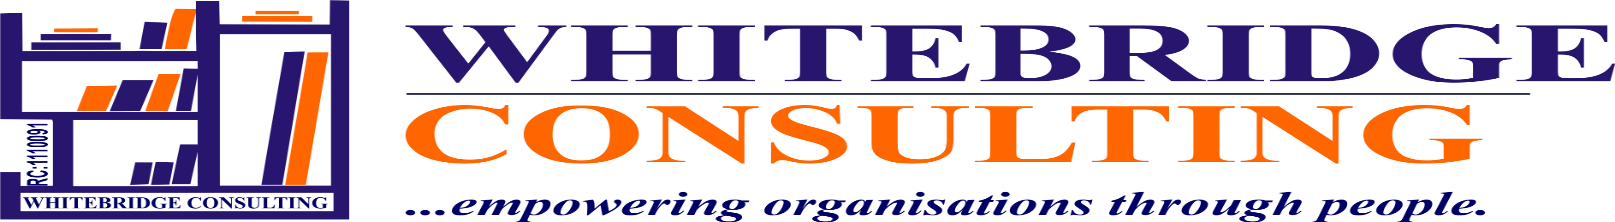 RC:1110091
WHITEBRIDGE CONSULTING
WHITEBRIDGE
CONSULTING
...empowering organisations through people.